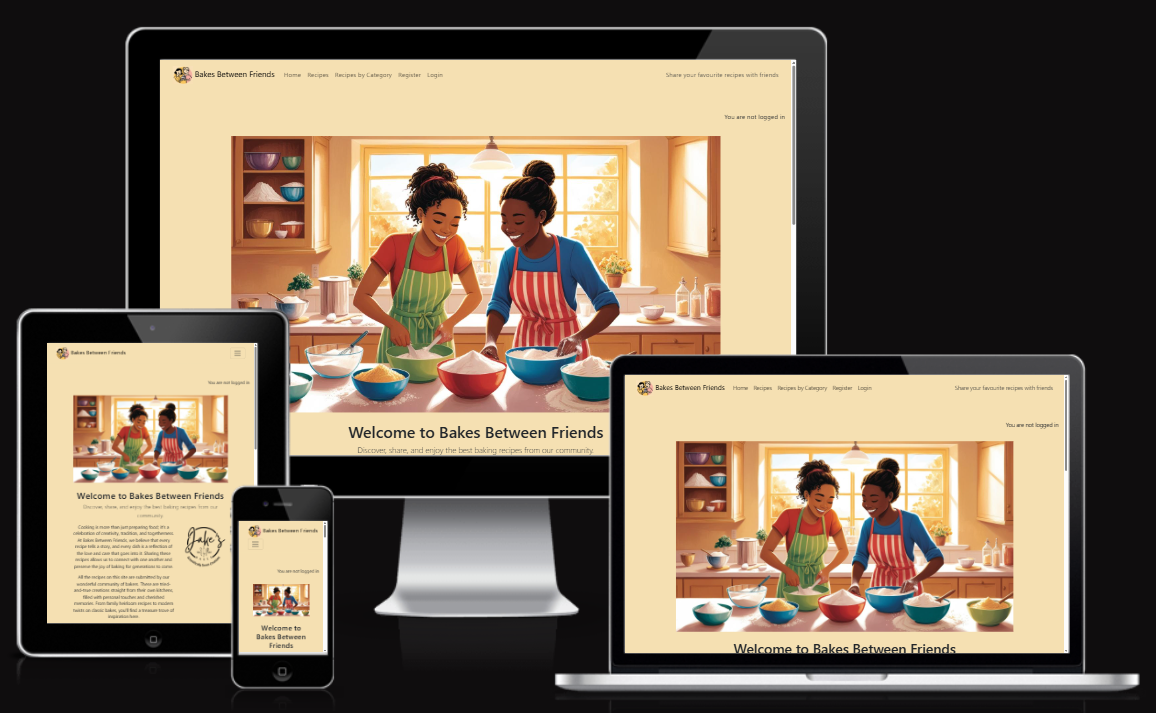 Bakes Between Friends Home Recipes Recipes by Category Register Login Share your favourite recipes with friends
You are not logged in
Welcome to Bakes Between Friends
Discover, share, and enjoy the best baking recipes from our community.
Bakes Between Friends
You are not logged in
Welcome to Bakes Between Friends
Discover, share, and enjoy the best baking recipes from our
community.
Cooking is more than just preparing food; it's a
celebration of creativity, tradition, and togetherness.
At Bakes Between Friends, we believe that every
recipe tells a story, and every dish is a reflection of
the love and care that goes into it. Sharing these
recipes allows us to connect with one another and
preserve the joy of baking for generations to come.
All the recipes on this site are submitted by our
wonderful community of bakers. These are tried-
and-true creations straight from their own kitchens,
filled with personal touches and cherished
memories. From family heirloom recipes to modern
twists on classic bakes, you'll find a treasure trove of
inspiration here.
Bakes Between Friends
You are not logged in
Welcome to
Bakes Between
Friends
Bakes Between Friends Home Recipes Recipes by Category Register Login Share your favourite recipes with friends
You are not logged in
Welcome to Bakes Between Friends